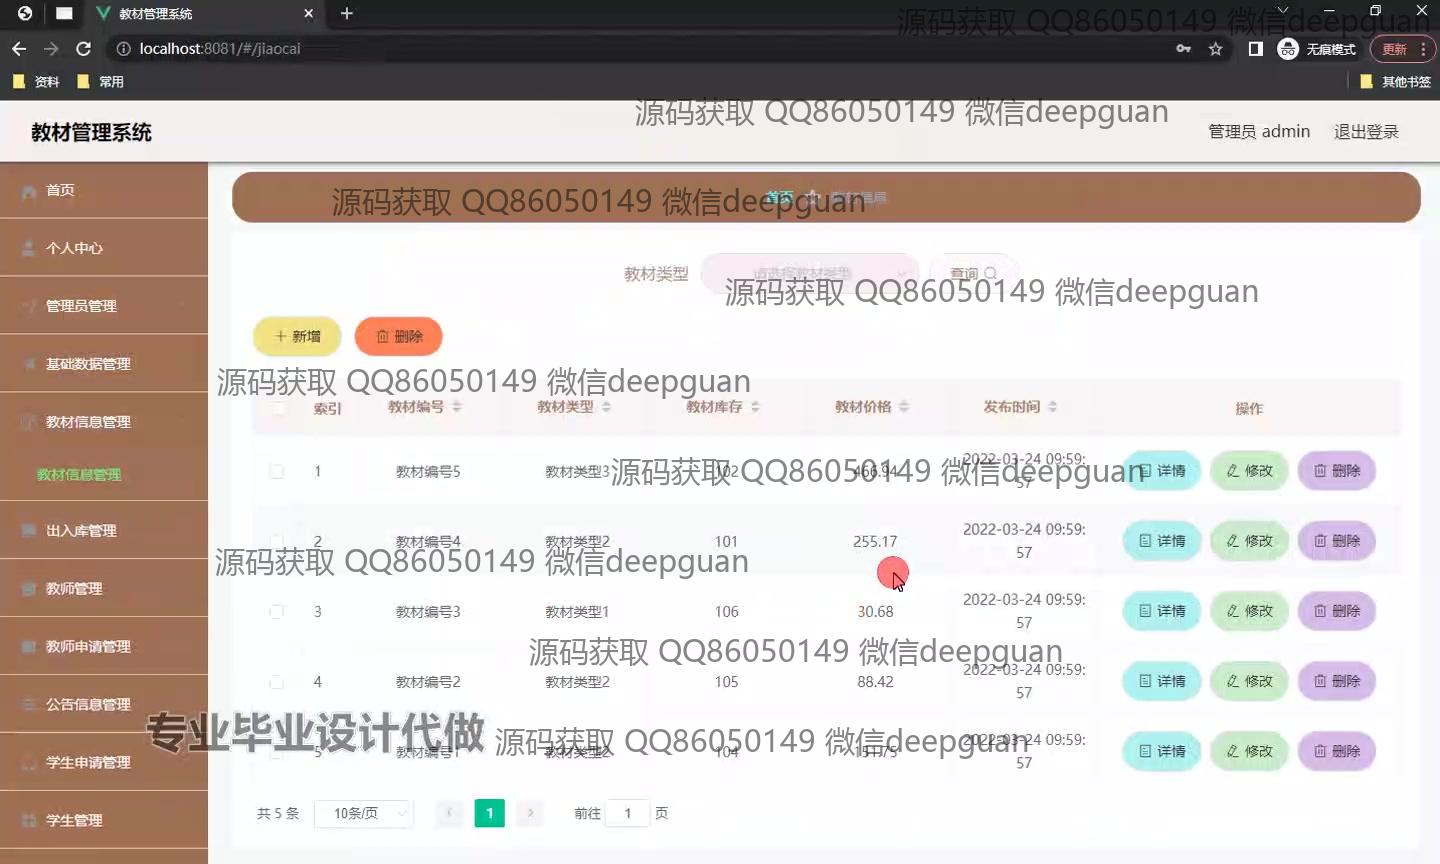 教材管理系统
localhost:8081/#/jiaocai
无痕模式
更新
资料
常用
其他书签
源码获取 QQ86050149 微信deepguan
源码获取 QQ86050149 微信deepguan
教材管理系统
管理员 admin
退出登录
首页
个人中心
管理员管理
基础数据管理
教材信息管理
教材信息管理
出入库管理
教师管理
教师申请管理
公告信息管理
学生申请管理
学生管理
首页
教材信息
源码获取 QQ86050149 微信deepguan
教材类型
请选择教材类型
查询
源码获取 QQ86050149 微信deepguan
新增
删除
源码获取 QQ86050149 微信deepguan
索引 教材编号 教材类型 教材库存 教材价格 发布时间 操作
1 教材编号5 教材类型3 102 466.94 2022-03-24 09:59:57 详情 修改 删除
源码获取 QQ86050149 微信deepguan
2 教材编号4 教材类型2 101 255.17 2022-03-24 09:59:57 详情 修改 删除
源码获取 QQ86050149 微信deepguan
3 教材编号3 教材类型1 106 30.68 2022-03-24 09:59:57 详情 修改 删除
源码获取 QQ86050149 微信deepguan
4 教材编号2 教材类型2 105 88.42 2022-03-24 09:59:57 详情 修改 删除
专业毕业设计代做
源码获取 QQ86050149 微信deepguan
5 教材编号1 教材类型2 104 151.75 2022-03-24 09:59:57 详情 修改 删除
共 5 条
10条/页
1
前往 1 页